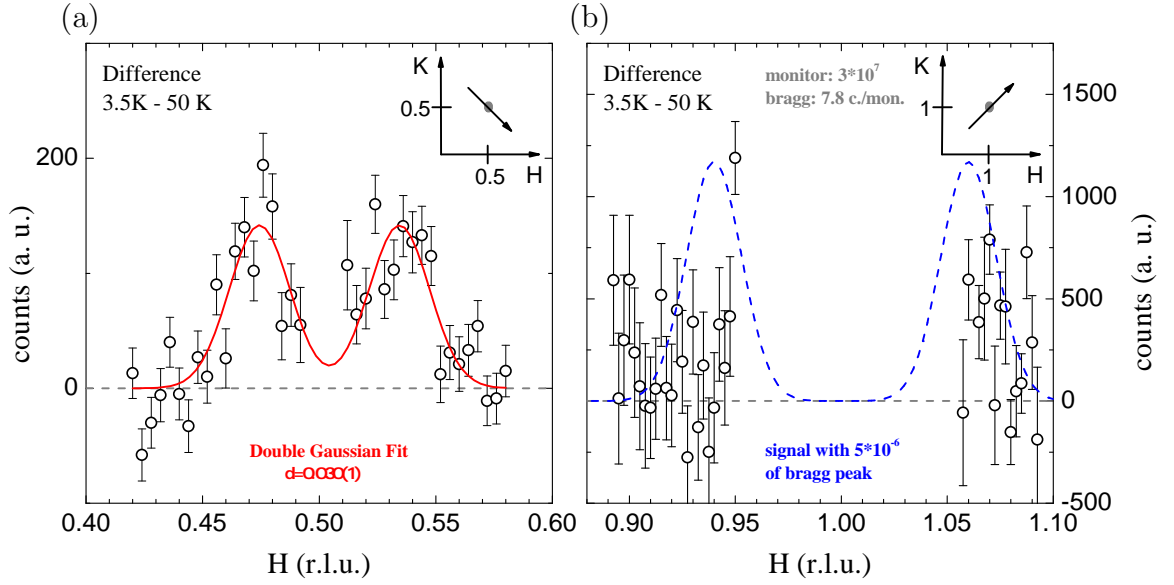 (a)
Difference
3.5K - 50 K
K
0.5
0.5
H
200
0
counts (a. u.)
Double Gaussian Fit
d=0.030(1)
0.40 0.45 0.50 0.55 0.60
H (r.l.u.)
(b)
Difference
3.5K - 50 K
monitor: 3*10⁷
bragg: 7.8 c./mon.
K
1
1
H
1500
1000
500
0
-500
counts (a. u.)
signal with 5*10⁻⁶
of bragg peak
0.90 0.95 1.00 1.05 1.10
H (r.l.u.)